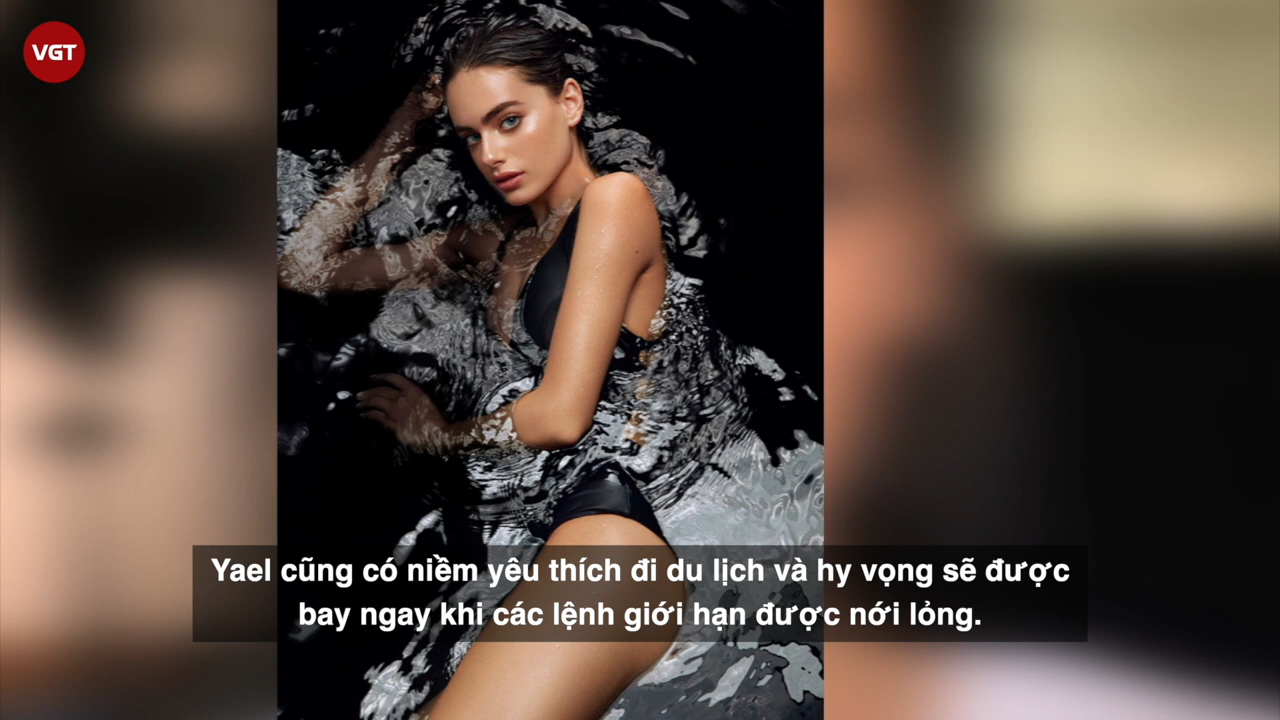 VGT
Yael cũng có niềm yêu thích đi du lịch và hy vọng sẽ được
bay ngay khi các lệnh giới hạn được nới lỏng.